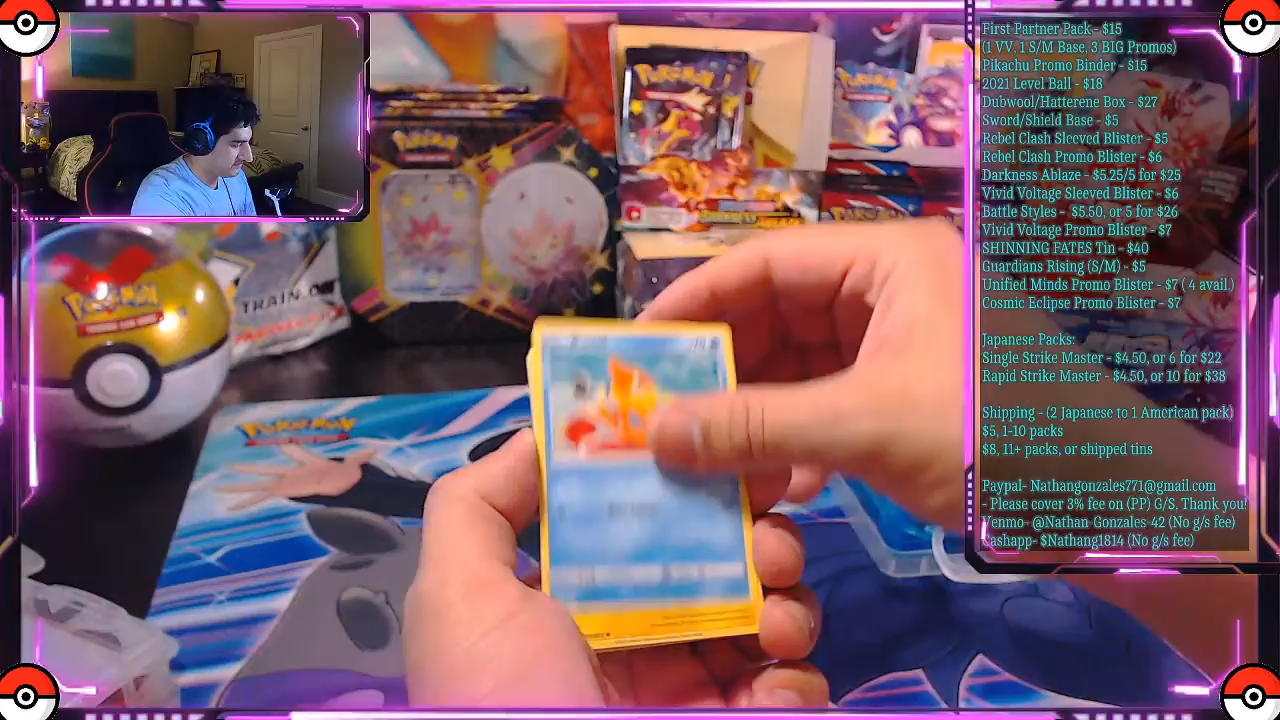 First Partner Pack - $15
(1 VV, 1 S/M Base, 3 BIG Promos)
Pikachu Promo Binder - $15
2021 Level Ball - $18
Dubwool/Hatterene Box - $27
Sword/Shield Base - $5
Rebel Clash Sleeved Blister - $5
Rebel Clash Promo Blister - $6
Darkness Ablaze - $5.25/5 for $25
Vivid Voltage Sleeved Blister - $6
Battle Styles - $5.50, or 5 for $26
Vivid Voltage Promo Blister - $7
SHINNING FATES Tin - $40
Guardians Rising (S/M) - $5
Unified Minds Promo Blister - $7 ( 4 avail.)
Cosmic Eclipse Promo Blister - $7
Japanese Packs:
Single Strike Master - $4.50, or 6 for $22
Rapid Strike Master - $4.50, or 10 for $38
Shipping - (2 Japanese to 1 American pack)
$5, 1-10 packs
$8, 11+ packs, or shipped tins
Paypal- Nathangonzales771@gmail.com
- Please cover 3% fee on (PP) G/S, Thank you!
Venmo- @Nathan-Gonzales-42 (No g/s fee)
Cashapp- $Nathang1814 (No g/s fee)
POKéMON
POKéMON
POKéMON
POKéMON
TRAIN ON
POKéMON